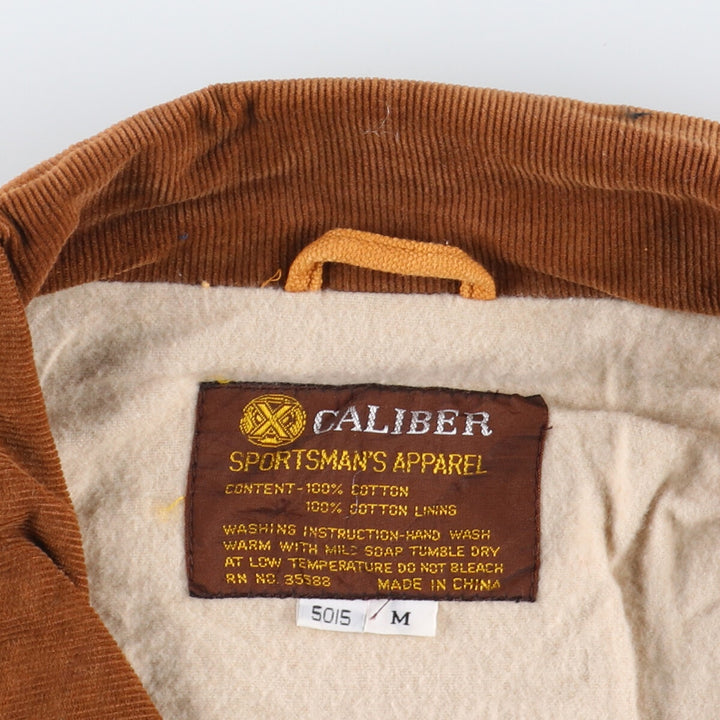 X CALIBER
SPORTSMAN'S APPAREL
CONTENT-100% COTTON
100% COTTON LINING
WASHING INSTRUCTION-HAND WASH
WARM WITH MILD SOAP TUMBLE DRY
AT LOW TEMPERATURE DO NOT BLEACH
RN NO. 35388 MADE IN CHINA
5015 M